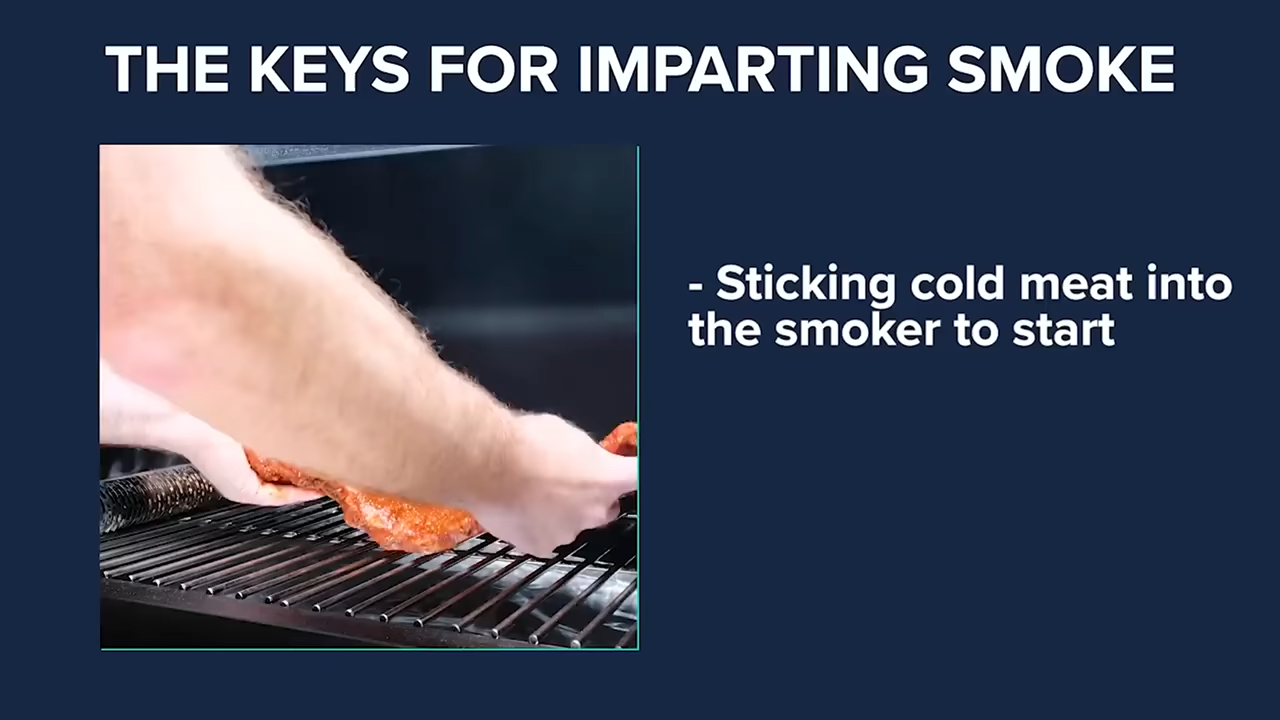 THE KEYS FOR IMPARTING SMOKE
- Sticking cold meat into
the smoker to start